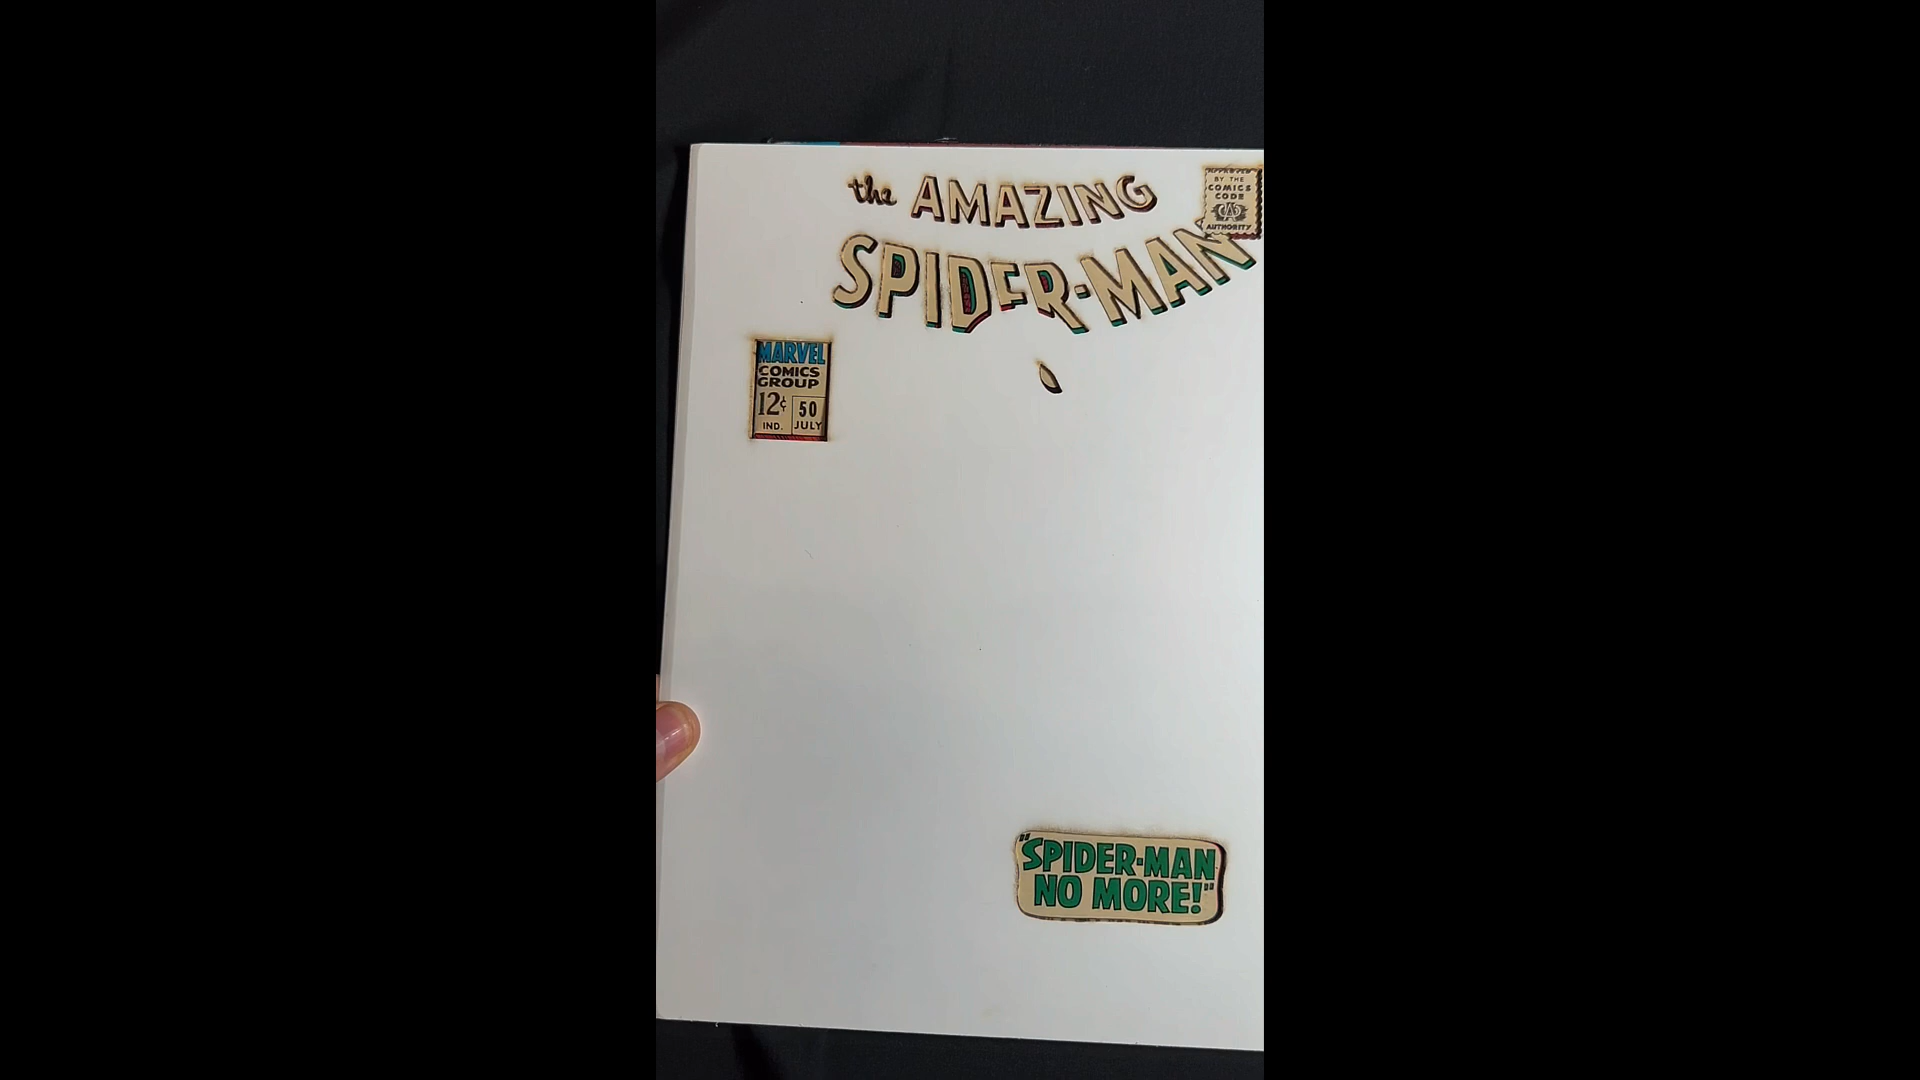 the AMAZING
SPIDER-MAN
APPROVED
BY THE
COMICS
CODE
AUTHORITY
MARVEL
COMICS
GROUP
12¢
IND.
50
JULY
"SPIDER-MAN
NO MORE!"